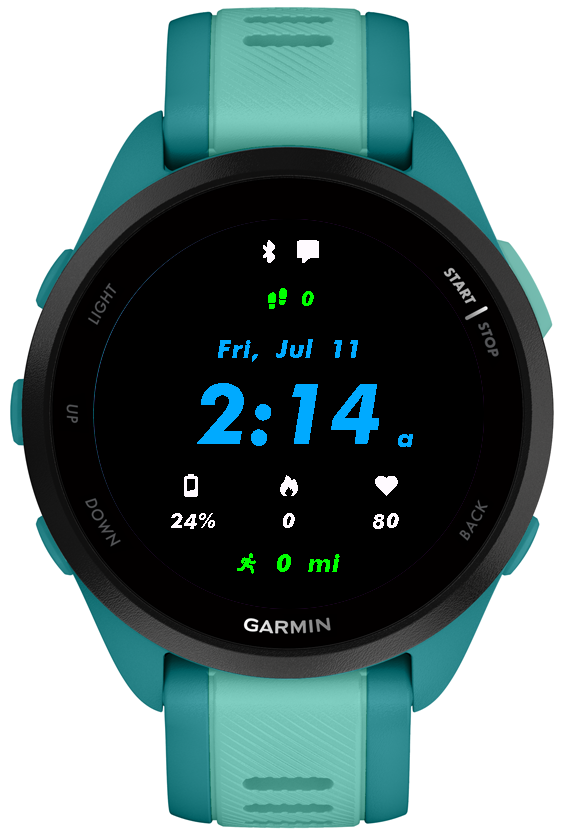 0
LIGHT
START
STOP
Fri, Jul 11
2:14 a
UP
24% 0 80
DOWN
BACK
0 mi
GARMIN